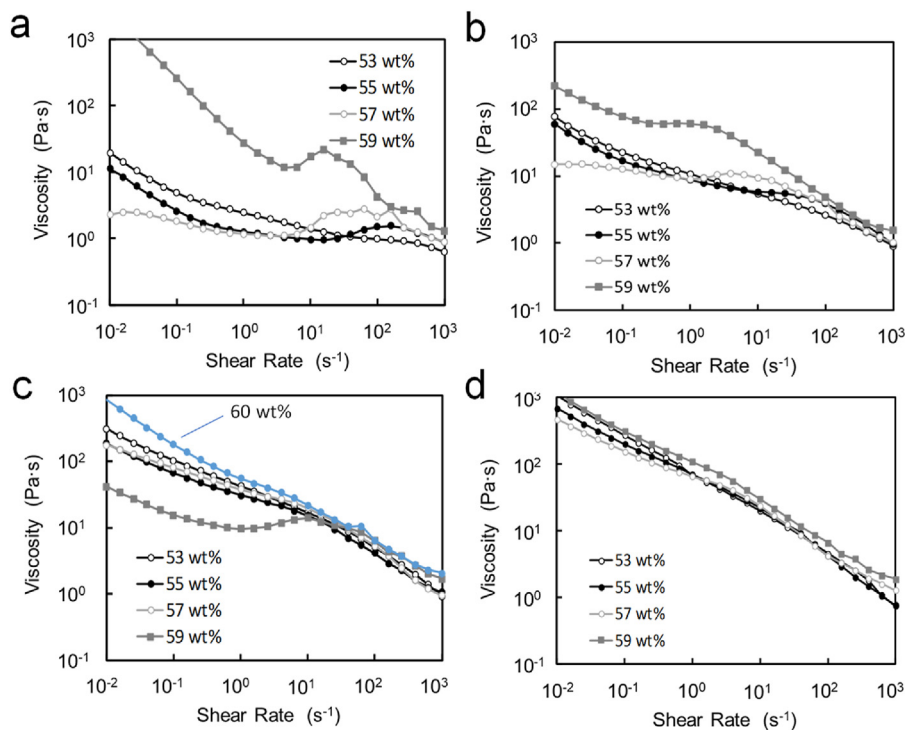 a
10³
10²
10¹
10⁰
10⁻¹
Viscosity (Pa·s)
53 wt%
55 wt%
57 wt%
59 wt%
10⁻² 10⁻¹ 10⁰ 10¹ 10² 10³
Shear Rate (s⁻¹)
b
10³
10²
10¹
10⁰
10⁻¹
Viscosity (Pa·s)
53 wt%
55 wt%
57 wt%
59 wt%
10⁻² 10⁻¹ 10⁰ 10¹ 10² 10³
Shear Rate (s⁻¹)
c
10³
10²
10¹
10⁰
10⁻¹
Viscosity (Pa·s)
60 wt%
53 wt%
55 wt%
57 wt%
59 wt%
10⁻² 10⁻¹ 10⁰ 10¹ 10² 10³
Shear Rate (s⁻¹)
d
10³
10²
10¹
10⁰
10⁻¹
Viscosity (Pa·s)
53 wt%
55 wt%
57 wt%
59 wt%
10⁻² 10⁻¹ 10⁰ 10¹ 10² 10³
Shear Rate (s⁻¹)